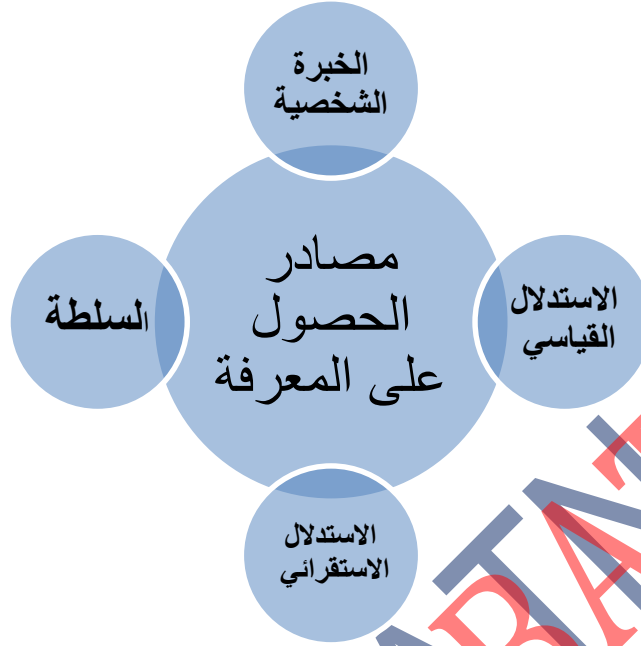 الخبرة
الشخصية
مصادر
الحصول
على المعرفة
الاستدلال
القياسي
السلطة
الاستدلال
الاستقرائي